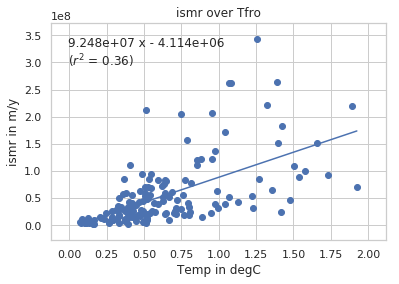 ismr over Tfro
1e8
9.248e+07 x - 4.114e+06
(r² = 0.36)
3.5
3.0
2.5
2.0
1.5
1.0
0.5
0.0
ismr in m/y
0.00 0.25 0.50 0.75 1.00 1.25 1.50 1.75 2.00
Temp in degC